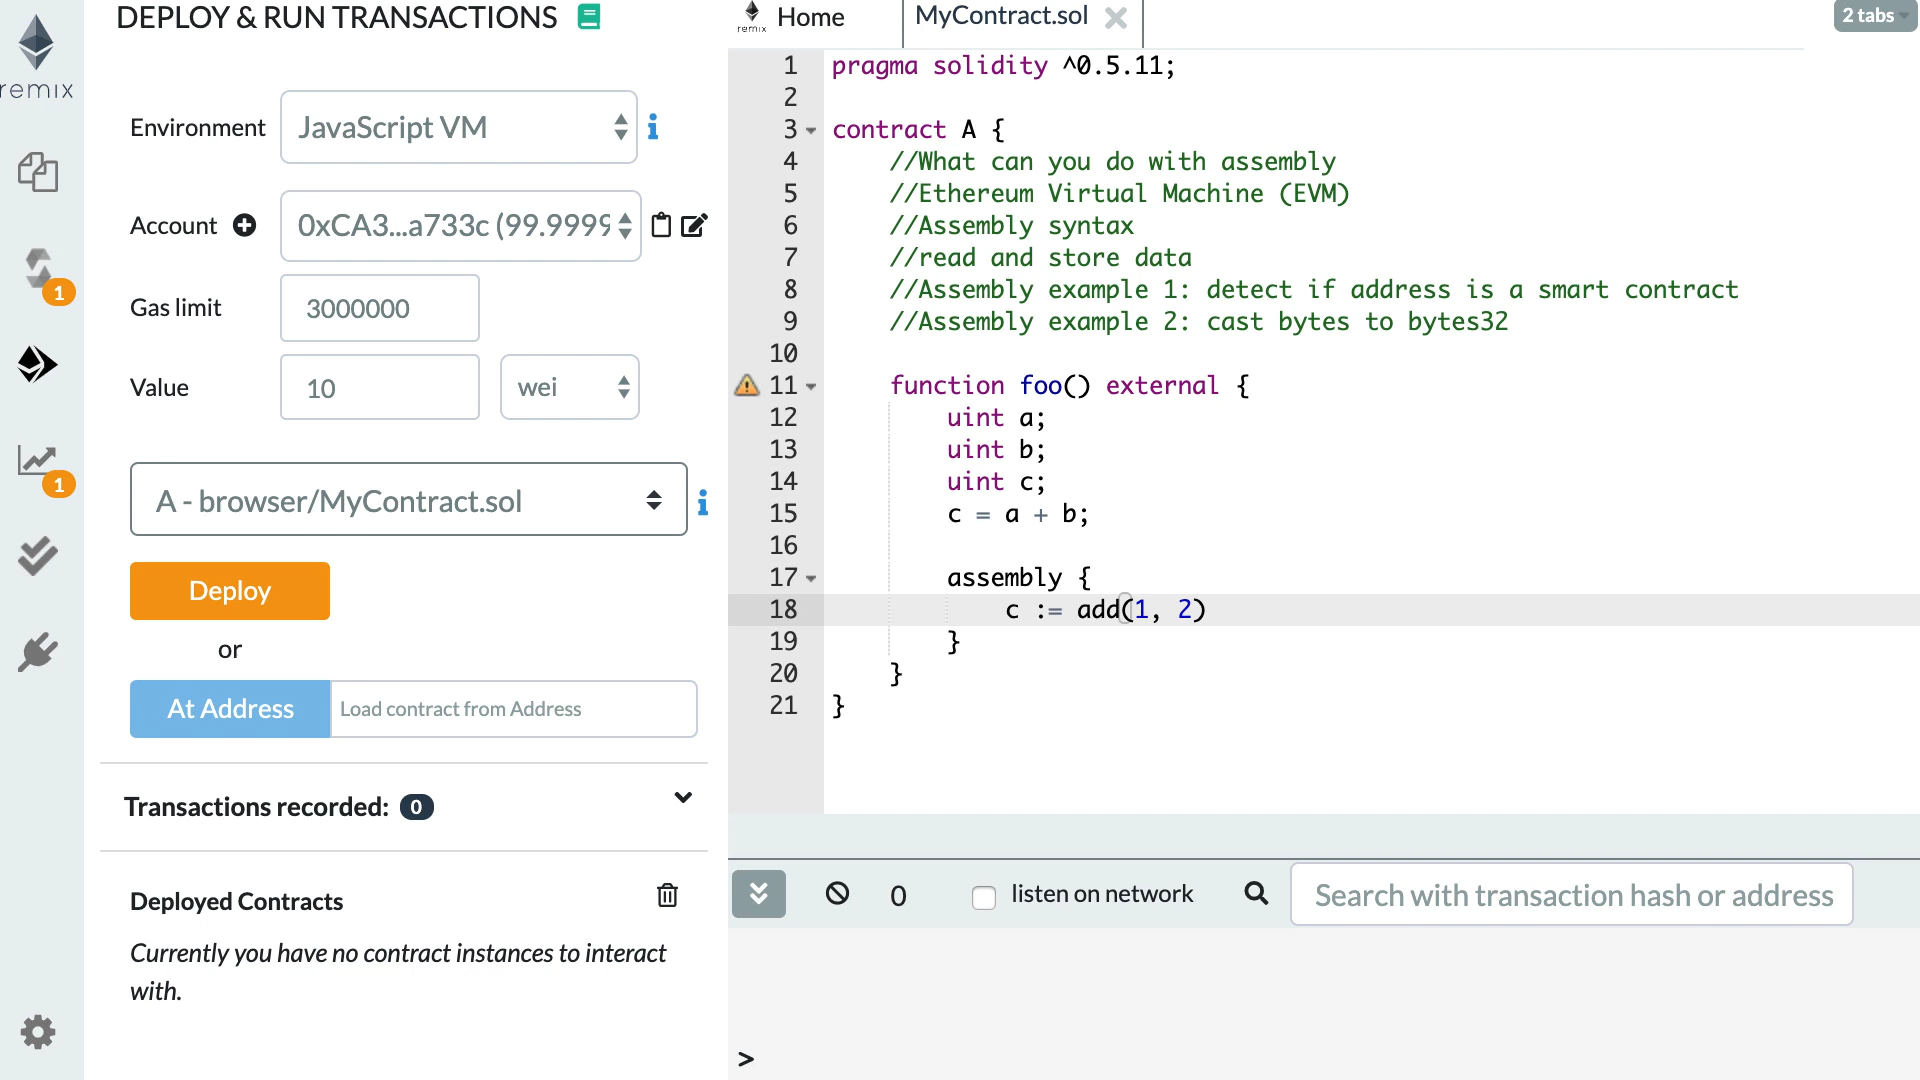 DEPLOY & RUN TRANSACTIONS
remix
Environment
JavaScript VM
Account
0xCA3...a733c (99.9999
Gas limit
3000000
Value
10
wei
1
1
A - browser/MyContract.sol
Deploy
or
At Address
Load contract from Address
Transactions recorded: 0
Deployed Contracts
Currently you have no contract instances to interact
with.
remix
Home
MyContract.sol
2 tabs
1 pragma solidity ^0.5.11;
2
3 contract A {
4 //What can you do with assembly
5 //Ethereum Virtual Machine (EVM)
6 //Assembly syntax
7 //read and store data
8 //Assembly example 1: detect if address is a smart contract
9 //Assembly example 2: cast bytes to bytes32
10
11 function foo() external {
12 uint a;
13 uint b;
14 uint c;
15 c = a + b;
16
17 assembly {
18 c := add(1, 2)
19 }
20 }
21 }
0
listen on network
Search with transaction hash or address
>